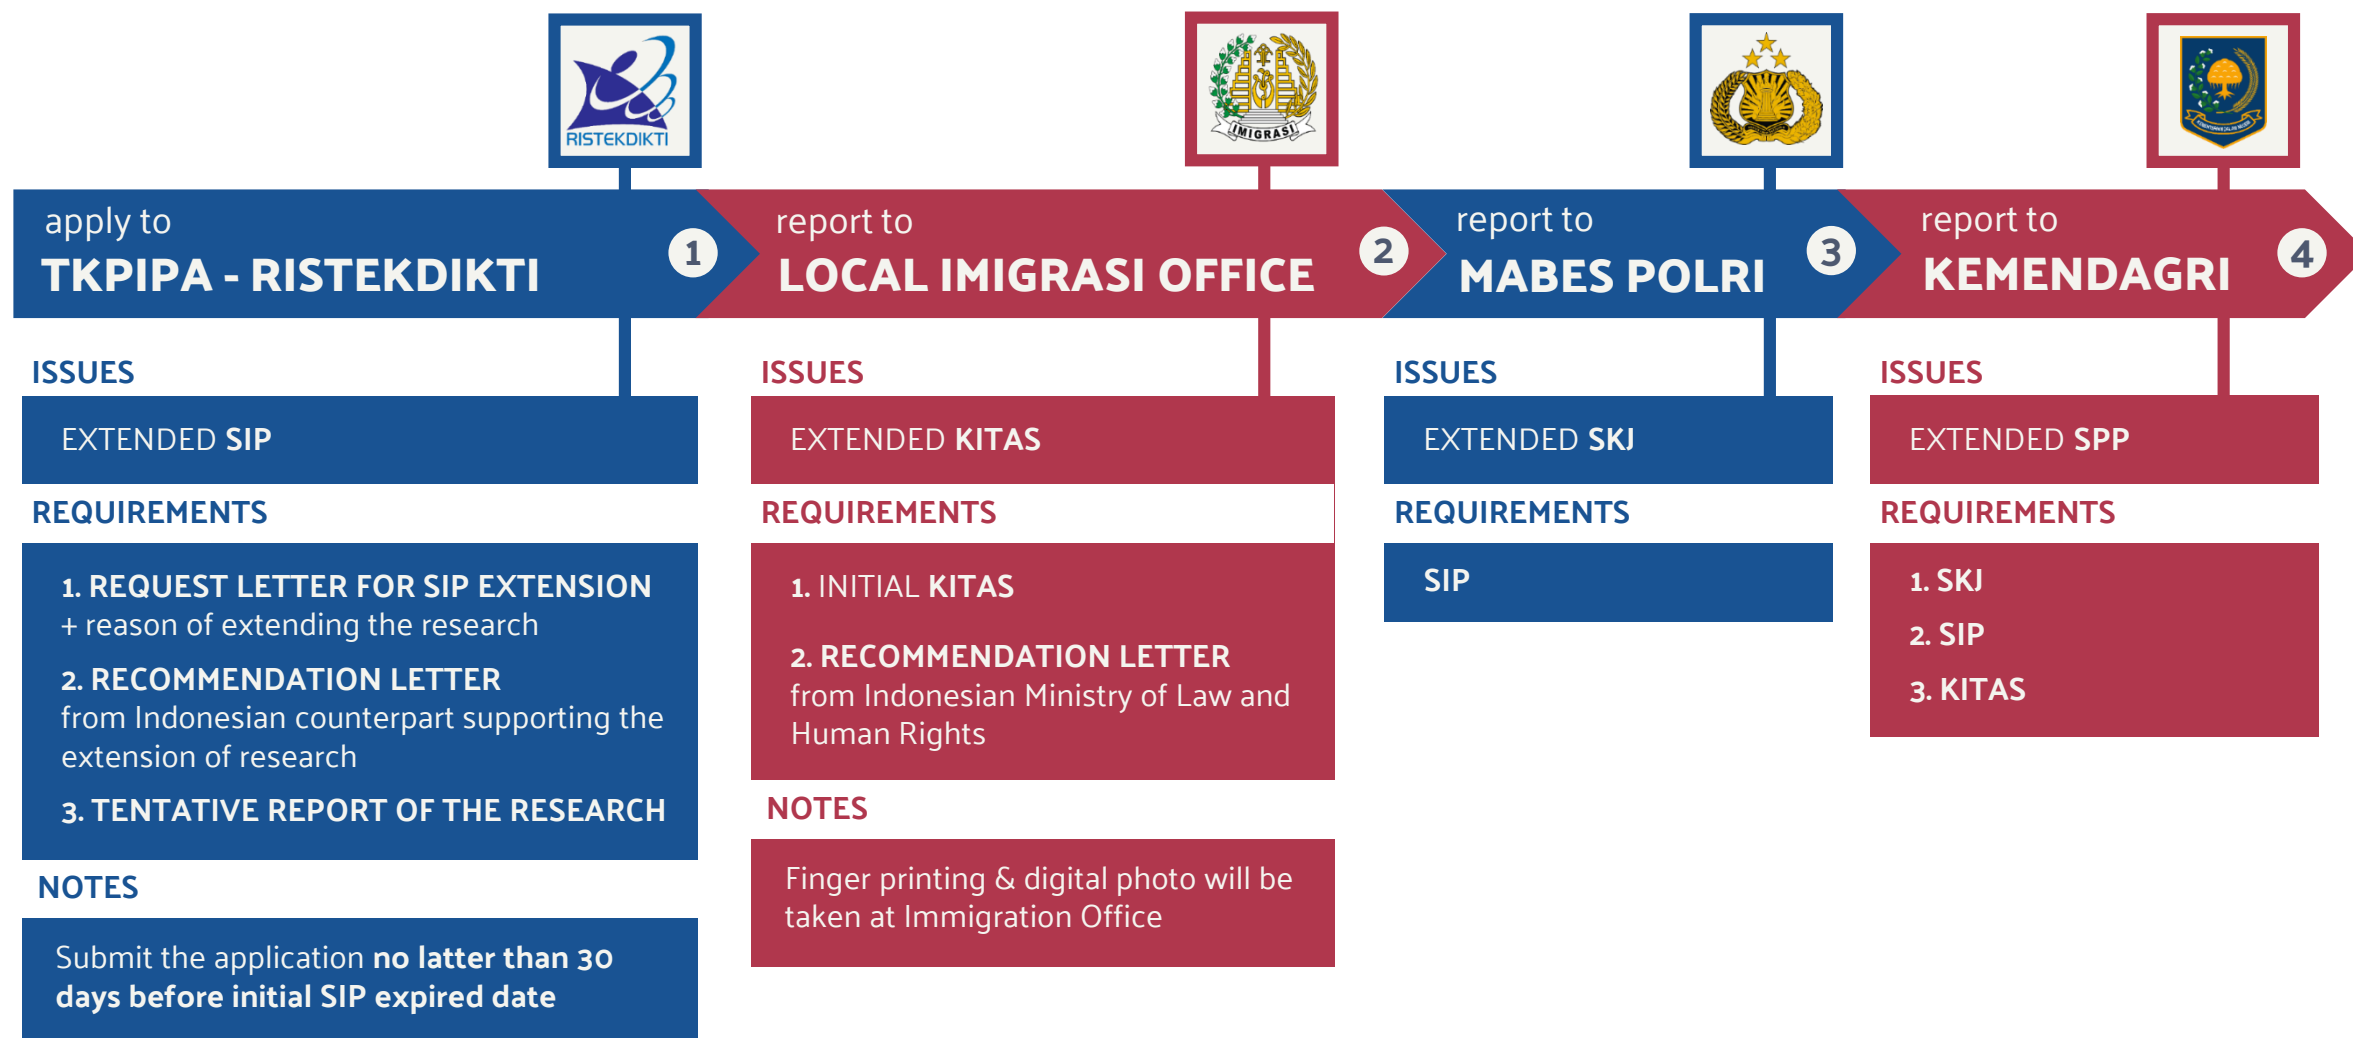 RISTEKDIKTI
apply to
TKPIPA - RISTEKDIKTI
1
ISSUES
EXTENDED SIP
REQUIREMENTS
1. REQUEST LETTER FOR SIP EXTENSION
+ reason of extending the research
2. RECOMMENDATION LETTER
from Indonesian counterpart supporting the
extension of research
3. TENTATIVE REPORT OF THE RESEARCH
NOTES
Submit the application no latter than 30
days before initial SIP expired date
IMIGRASI
report to
LOCAL IMIGRASI OFFICE
2
ISSUES
EXTENDED KITAS
REQUIREMENTS
1. INITIAL KITAS
2. RECOMMENDATION LETTER
from Indonesian Ministry of Law and
Human Rights
NOTES
Finger printing & digital photo will be
taken at Immigration Office
report to
MABES POLRI
3
ISSUES
EXTENDED SKJ
REQUIREMENTS
SIP
report to
KEMENDAGRI
4
ISSUES
EXTENDED SPP
REQUIREMENTS
1. SKJ
2. SIP
3. KITAS